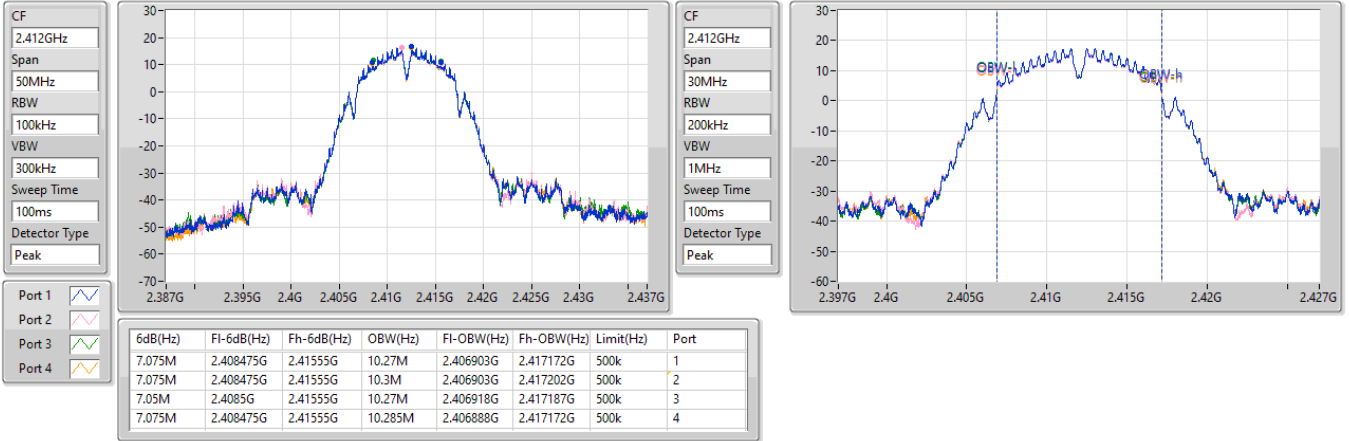 CF
2.412GHz
Span
50MHz
RBW
100kHz
VBW
300kHz
Sweep Time
100ms
Detector Type
Peak
Port 1
Port 2
Port 3
Port 4
30
20
10
0
-10
-20
-30
-40
-50
-60
-70
2.387G 2.395G 2.4G 2.405G 2.41G 2.415G 2.42G 2.425G 2.43G 2.437G
CF
2.412GHz
Span
30MHz
RBW
200kHz
VBW
1MHz
Sweep Time
100ms
Detector Type
Peak
30
20
10
0
-10
-20
-30
-40
-50
-60
OBW-l
OBW-h
2.397G 2.4G 2.405G 2.41G 2.415G 2.42G 2.427G
6dB(Hz) Fl-6dB(Hz) Fh-6dB(Hz) OBW(Hz) Fl-OBW(Hz) Fh-OBW(Hz) Limit(Hz) Port
7.075M 2.408475G 2.41555G 10.27M 2.406903G 2.417172G 500k 1
7.075M 2.408475G 2.41555G 10.3M 2.406903G 2.417202G 500k 2
7.05M 2.4085G 2.41555G 10.27M 2.406918G 2.417187G 500k 3
7.075M 2.408475G 2.41555G 10.285M 2.406888G 2.417172G 500k 4